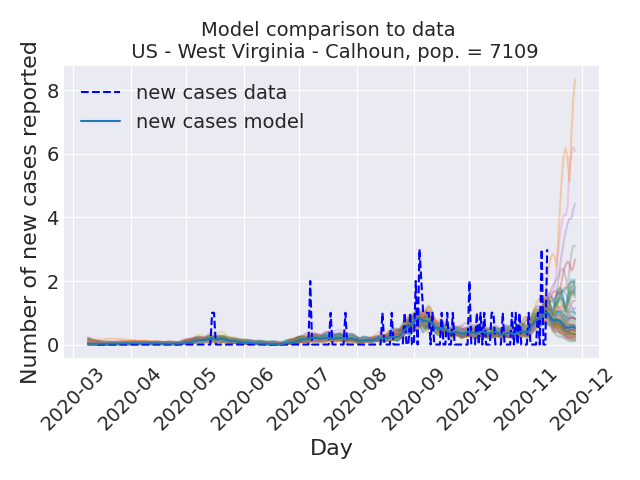 Model comparison to data
US - West Virginia - Calhoun, pop. = 7109
Number of new cases reported
8
6
4
2
0
new cases data
new cases model
2020-03
2020-04
2020-05
2020-06
2020-07
2020-08
2020-09
2020-10
2020-11
2020-12
Day